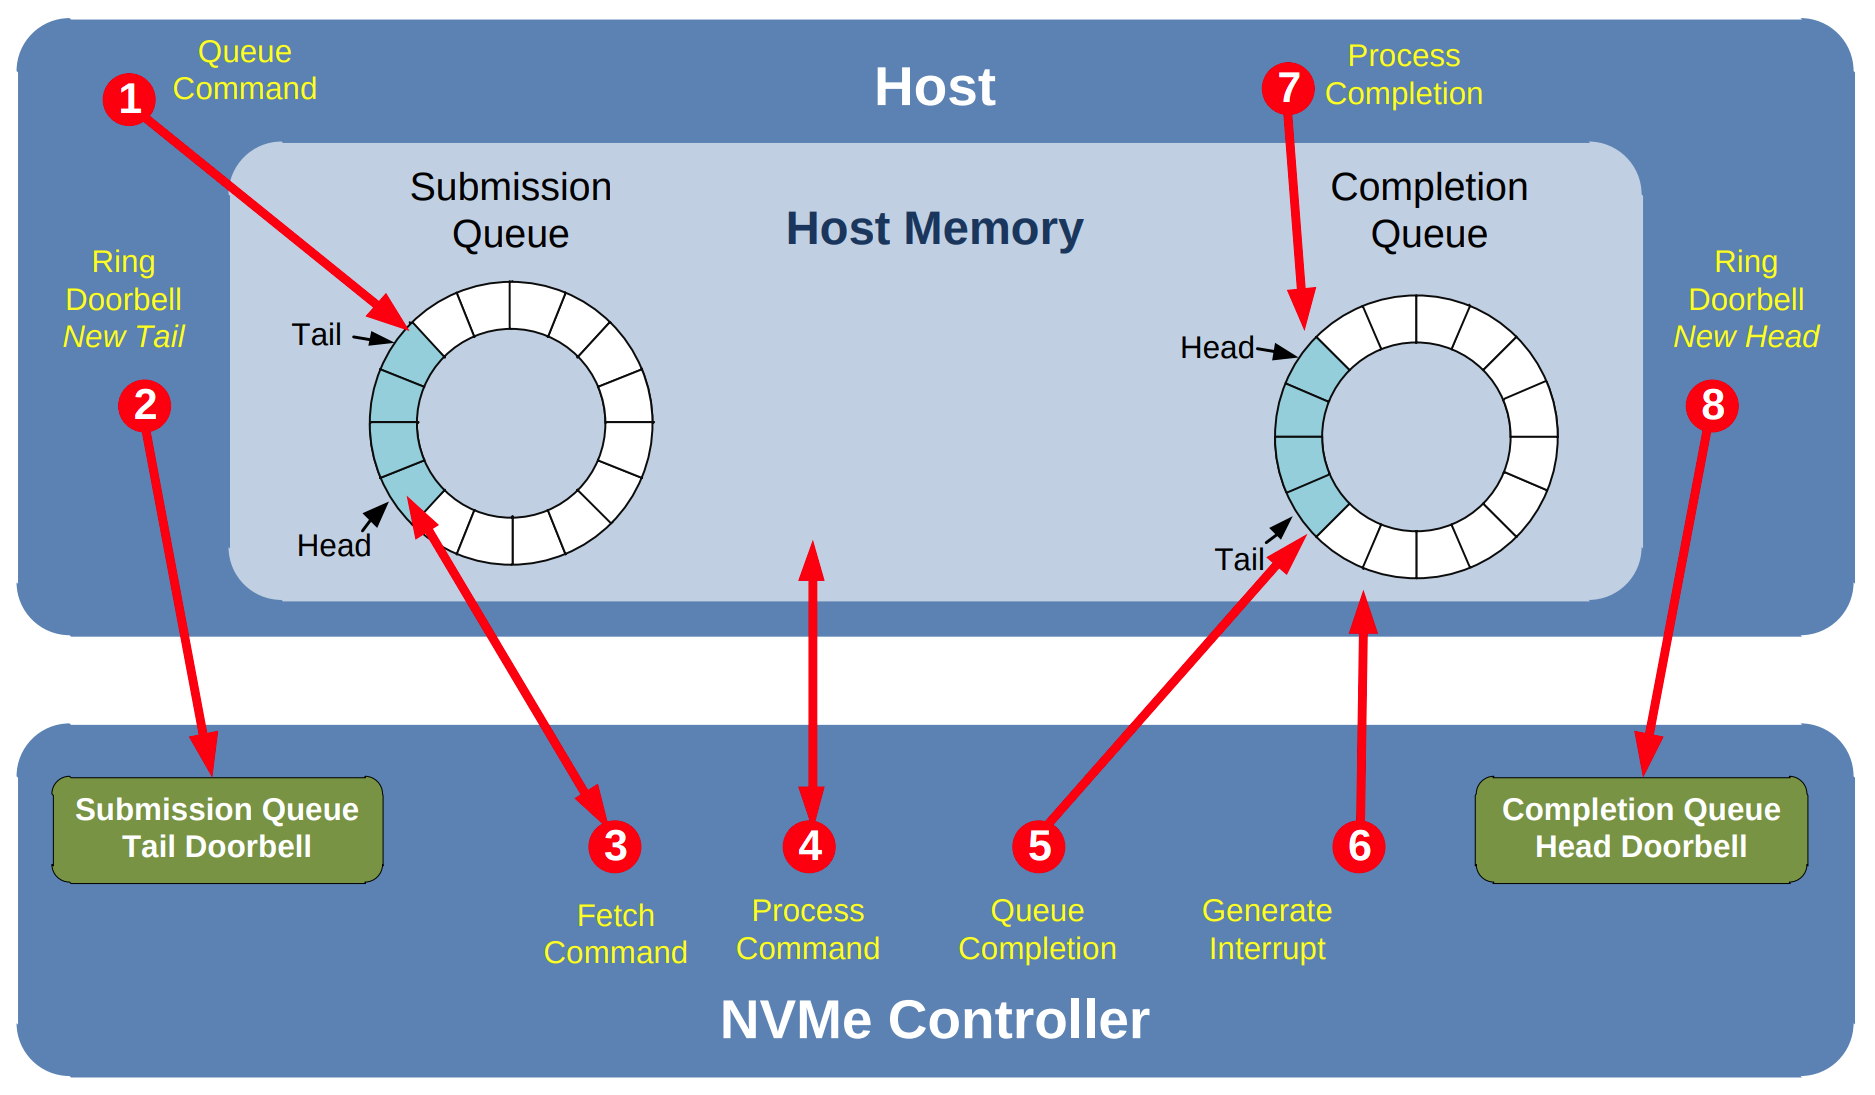 Queue
Command
1
Host
7
Process
Completion
Submission
Queue
Host Memory
Completion
Queue
Ring
Doorbell
New Tail
2
Tail
Head
Head
Tail
Ring
Doorbell
New Head
8
Submission Queue
Tail Doorbell
3
Fetch
Command
4
Process
Command
5
Queue
Completion
6
Generate
Interrupt
Completion Queue
Head Doorbell
NVMe Controller